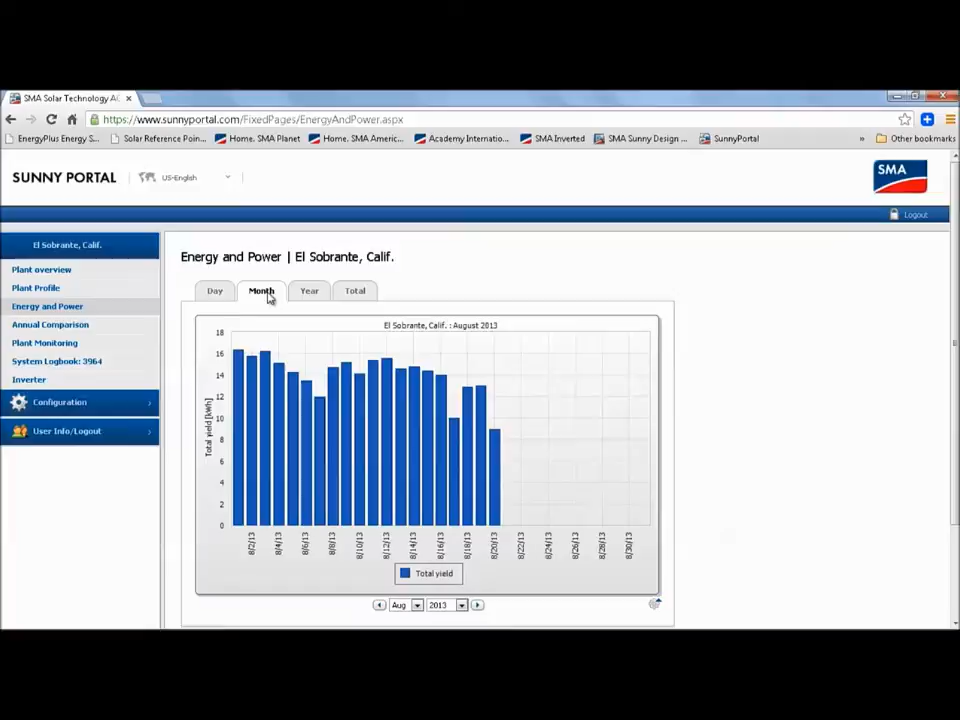 SMA Solar Technology AG
https://www.sunnyportal.com/FixedPages/EnergyAndPower.aspx
EnergyPlus Energy S... Solar Reference Poin... Home. SMA Planet Home. SMA Americ... Academy Internatio... SMA Inverted SMA Sunny Design ... SunnyPortal » Other bookmarks
SUNNY PORTAL US-English SMA
Logout
El Sobrante, Calif.
Plant overview
Plant Profile
Energy and Power
Annual Comparison
Plant Monitoring
System Logbook: 3964
Inverter
Configuration
User Info/Logout
Energy and Power | El Sobrante, Calif.
Day Month Year Total
El Sobrante, Calif. : August 2013
Total yield [kWh]
18
16
14
12
10
8
6
4
2
0
8/2/13 8/4/13 8/6/13 8/8/13 8/10/13 8/12/13 8/14/13 8/16/13 8/18/13 8/20/13 8/22/13 8/24/13 8/26/13 8/28/13 8/30/13
Total yield
Aug 2013